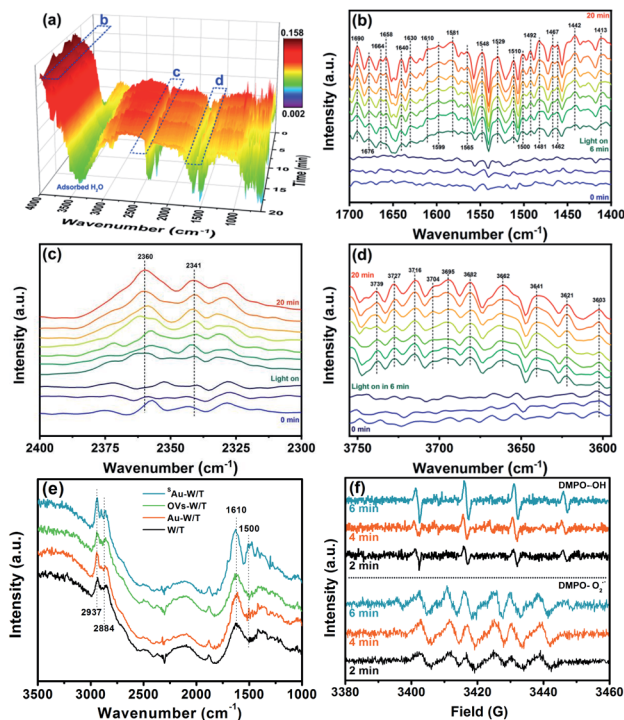 (a)
b
c
d
0.158
0.002
Adsorbed H2O
4000
3500
2500
1500
1000
Wavenumber (cm-1)
0
5
10
15
20
Time (min)
(b)
1690
1664
1658
1640
1630
1610
1581
1548
1529
1510
1492
1467
1442
1413
20 min
1676
1599
1565
1500
1481
1462
Light on
6 min
0 min
1700
1650
1600
1550
1500
1450
1400
Wavenumber (cm-1)
Intensity (a.u.)
(c)
2360
2341
20 min
Light on
0 min
2400
2375
2350
2325
2300
Wavenumber (cm-1)
Intensity (a.u.)
(d)
20 min
3739
3727
3716
3704
3695
3682
3662
3641
3621
3603
Light on in 6 min
0 min
3750
3700
3650
3600
Wavenumber (cm-1)
Intensity (a.u.)
(e)
SAu-W/T
OVs-W/T
Au-W/T
W/T
1610
1500
2937
2884
3500
3000
2500
2000
1500
1000
Wavenumber (cm-1)
Intensity (a.u.)
(f)
DMPO-·OH
6 min
4 min
2 min
DMPO- O2·-
6 min
4 min
2 min
3380
3400
3420
3440
3460
Field (G)
Intensity (a.u.)